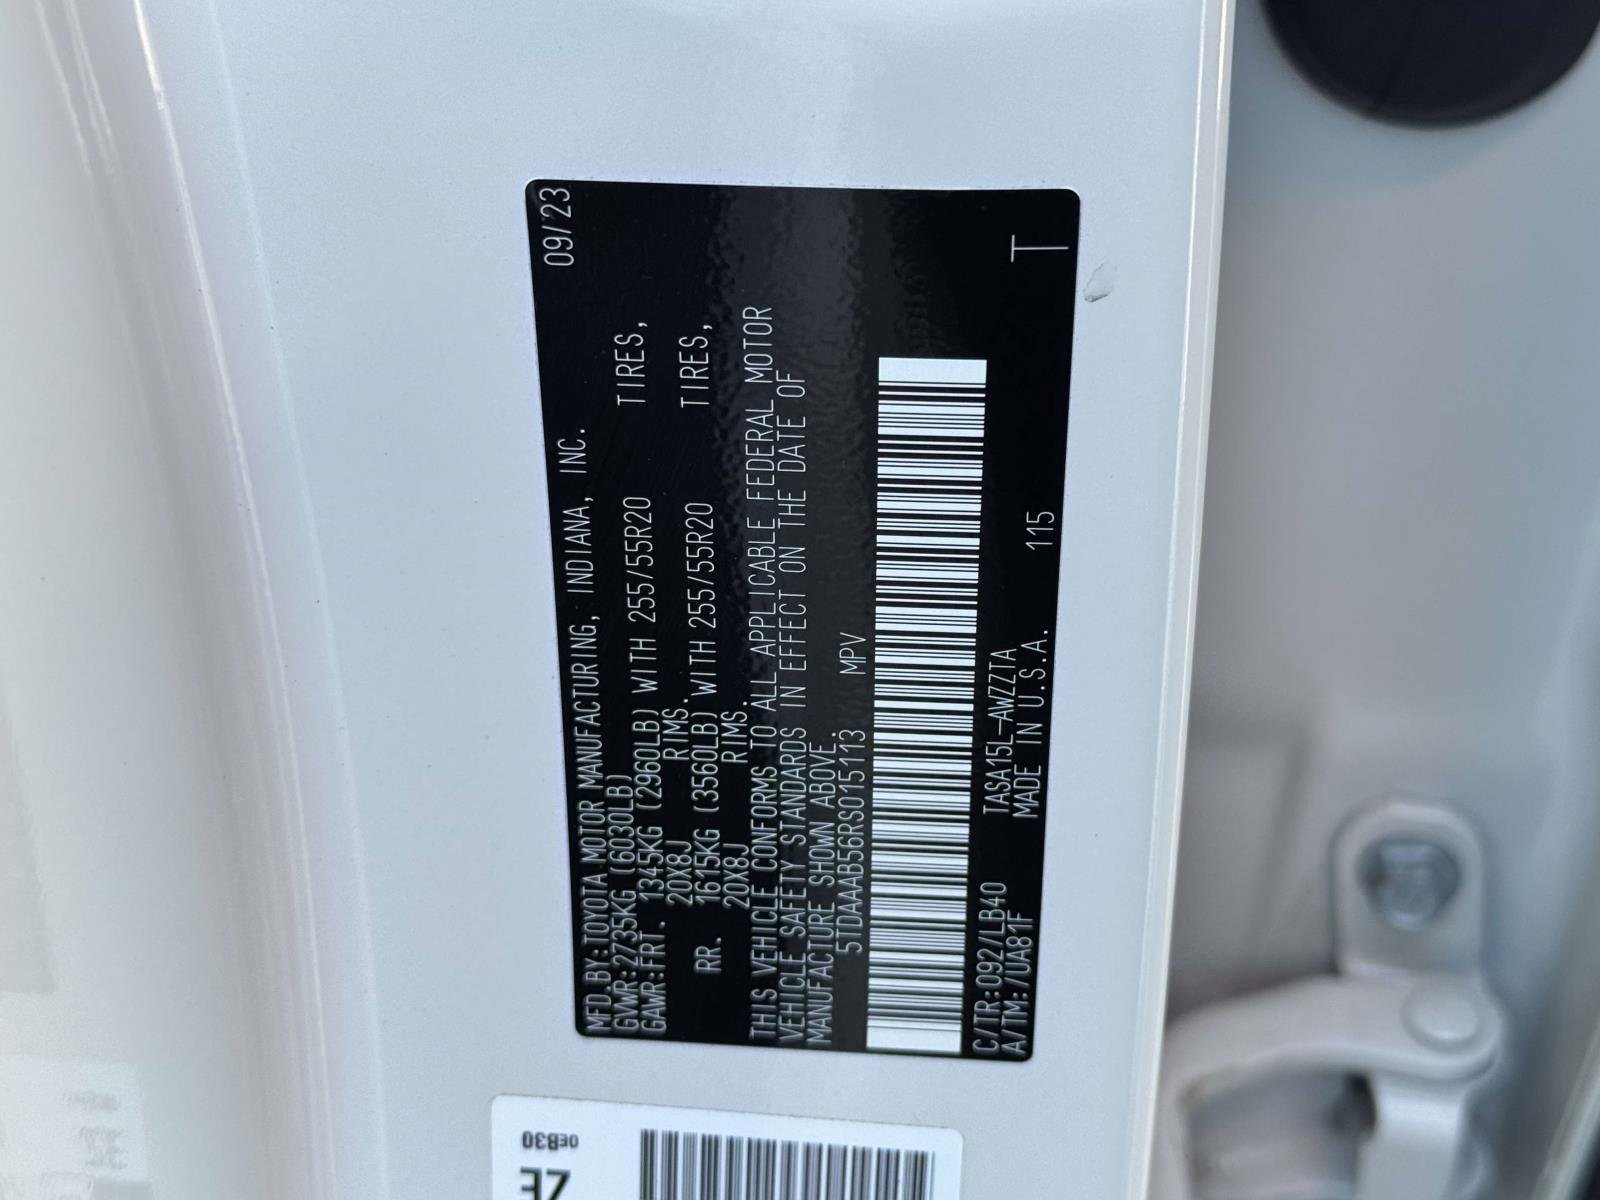 MFD.BY:TOYOTA MOTOR MANUFACTURING, INDIANA, INC. 09/23
GVWR:2735KG (6030LB)
GAWR:FRT. 1345KG (2960LB) WITH 255/55R20 TIRES,
20X8J RIMS.
RR. 1615KG (3560LB) WITH 255/55R20 TIRES,
20X8J RIMS.
THIS VEHICLE CONFORMS TO ALL APPLICABLE FEDERAL MOTOR
VEHICLE SAFETY STANDARDS IN EFFECT ON THE DATE OF
MANUFACTURE SHOWN ABOVE.
5TDAAAB56RS015113 MPV
C/TR:092/LB40 TASA15L-AWZZTA
A/TM:/UA81F MADE IN U.S.A. 115 T
0EB30
ZE